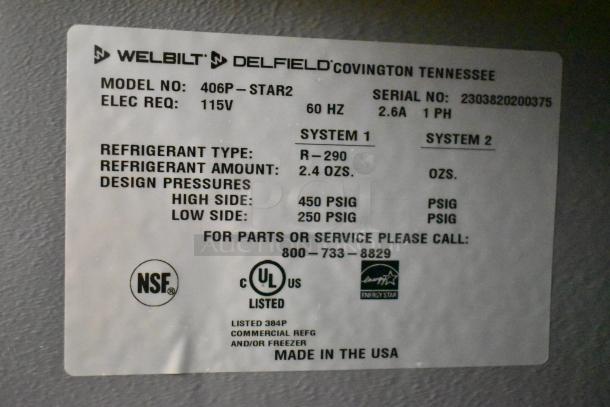 WELBILT DELFIELD COVINGTON TENNESSEE
MODEL NO: 406P-STAR2 SERIAL NO: 2303820200375
ELEC REQ: 115V 60 HZ 2.6A 1 PH
SYSTEM 1 SYSTEM 2
REFRIGERANT TYPE: R-290
REFRIGERANT AMOUNT: 2.4 OZS. OZS.
DESIGN PRESSURES
HIGH SIDE: 450 PSIG PSIG
LOW SIDE: 250 PSIG PSIG
FOR PARTS OR SERVICE PLEASE CALL:
800-733-8829
NSF®
C UL® US
LISTED
energy
ENERGY STAR
LISTED 384P
COMMERCIAL REFG
AND/OR FREEZER
MADE IN THE USA